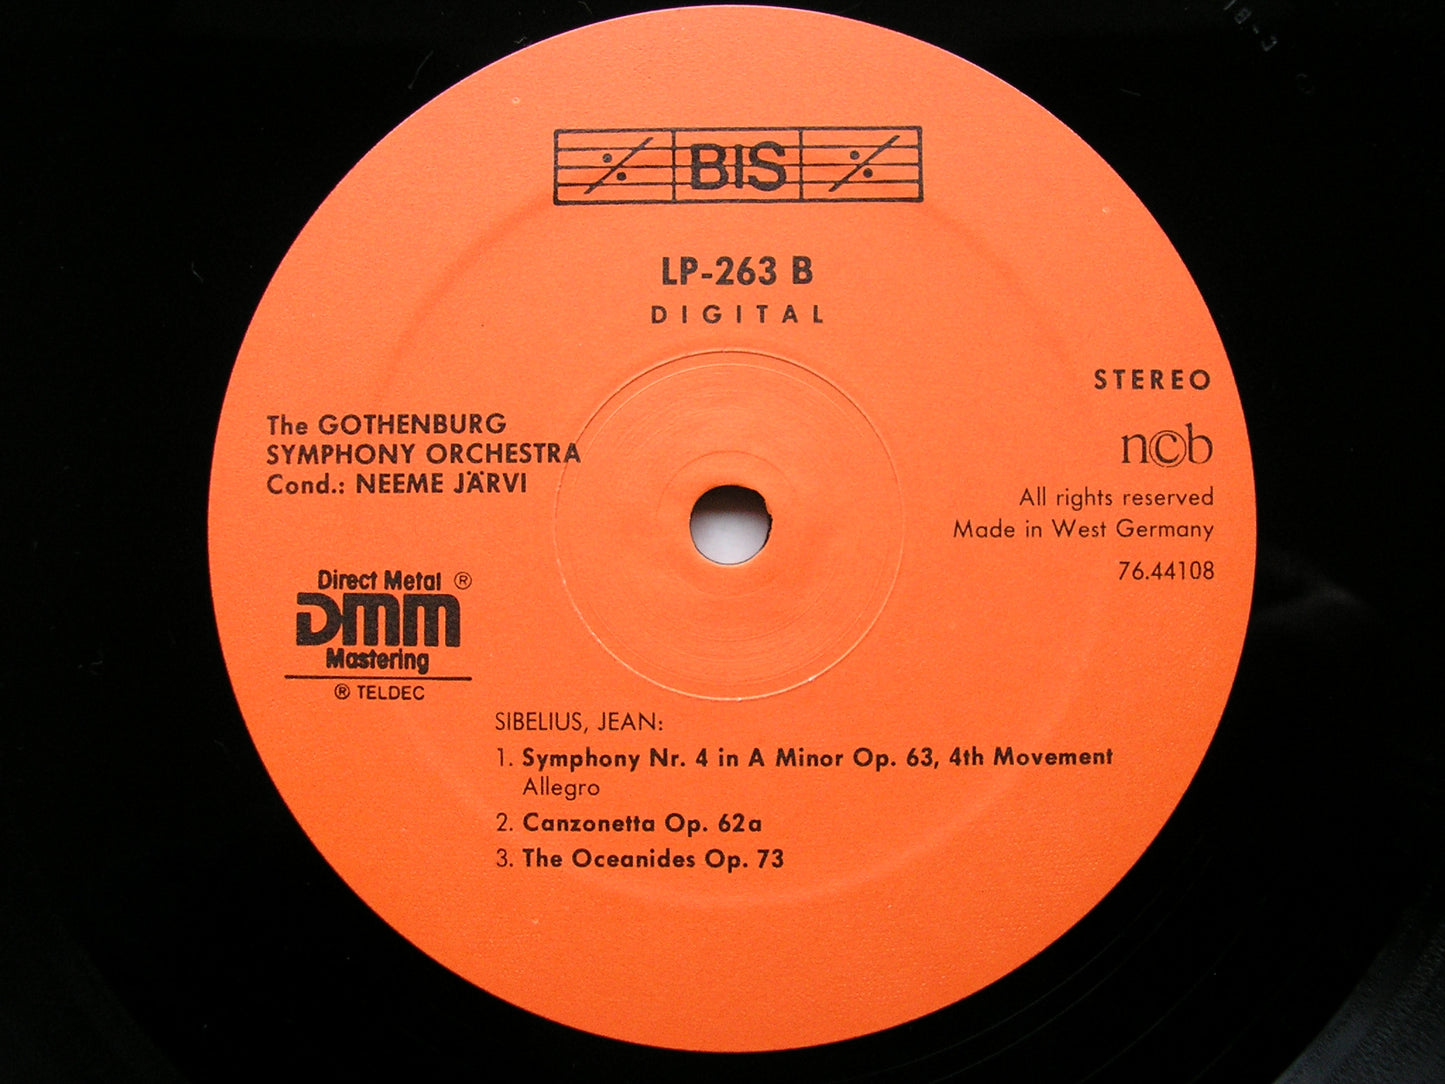 BIS
LP-263 B
DIGITAL
STEREO
ncb
All rights reserved
Made in West Germany
76.44108
The GOTHENBURG
SYMPHONY ORCHESTRA
Cond.: NEEME JÄRVI
Direct Metal ®
DMM
Mastering
® TELDEC
SIBELIUS, JEAN:
1. Symphony Nr. 4 in A Minor Op. 63, 4th Movement
Allegro
2. Canzonetta Op. 62a
3. The Oceanides Op. 73